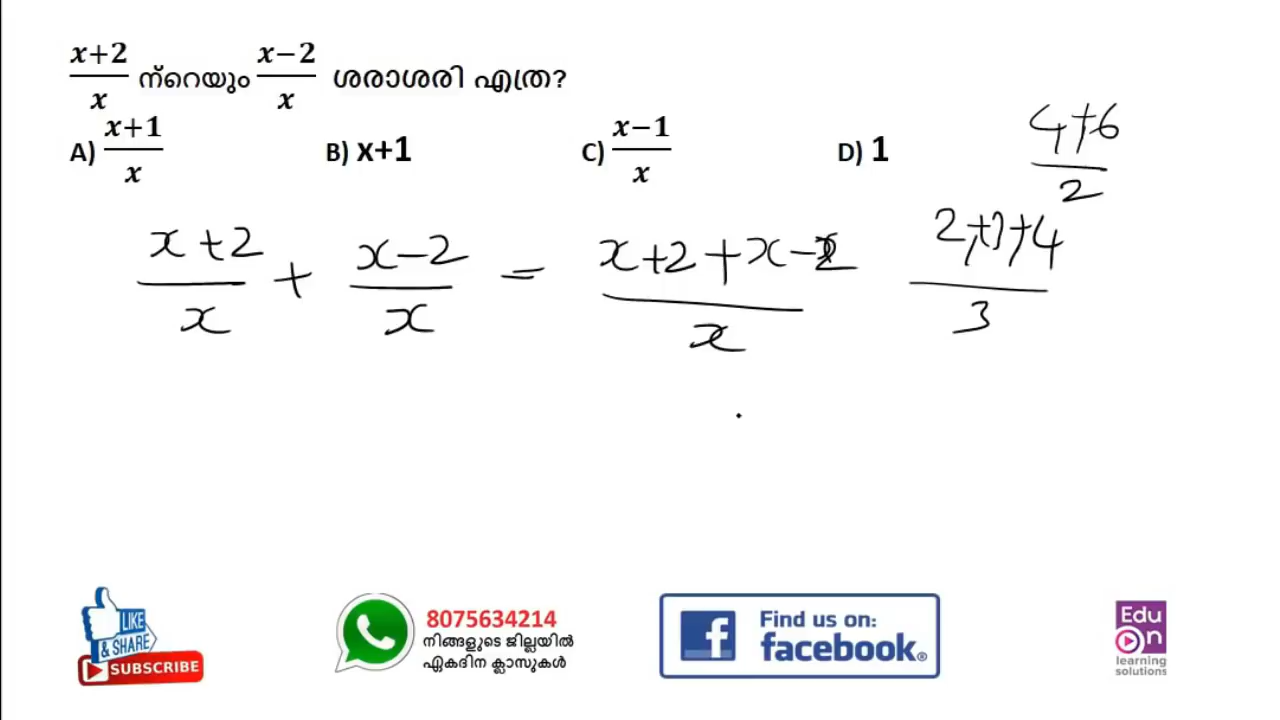 x+2/x ന്റെയും x−2/x ശരാശരി എത്ര?
A) x+1/x B) x+1 C) x−1/x D) 1
4+6/2
x+2/x + x-2/x = x+2+x-2/x
2+1+4/3
LIKE & SHARE
SUBSCRIBE
8075634214
നിങ്ങളുടെ ജില്ലയിൽ
ഏകദിന ക്ലാസുകൾ
Find us on:
facebook®
Edu
On
learning
solutions